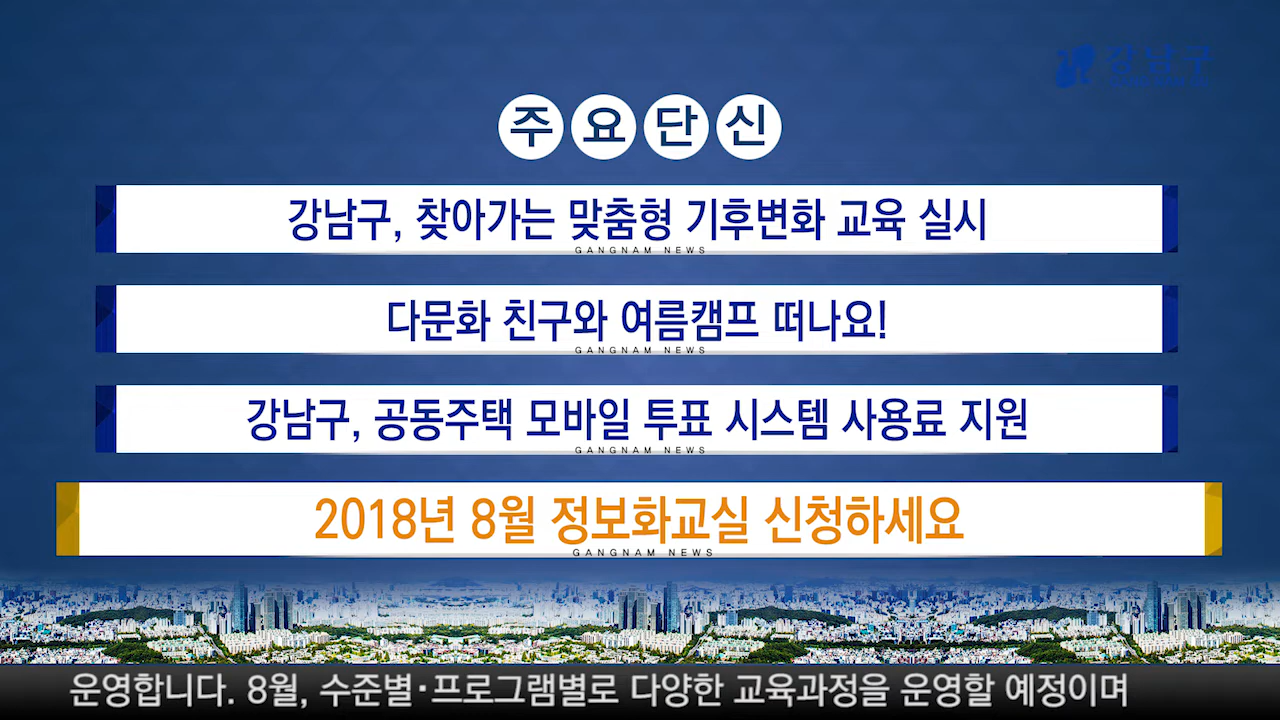 강남구
주요단신
강남구, 찾아가는 맞춤형 기후변화 교육 실시
GANGNAM NEWS
다문화 친구와 여름캠프 떠나요!
GANGNAM NEWS
강남구, 공동주택 모바일 투표 시스템 사용료 지원
GANGNAM NEWS
2018년 8월 정보화교실 신청하세요
GANGNAM NEWS
운영합니다. 8월, 수준별·프로그램별로 다양한 교육과정을 운영할 예정이며